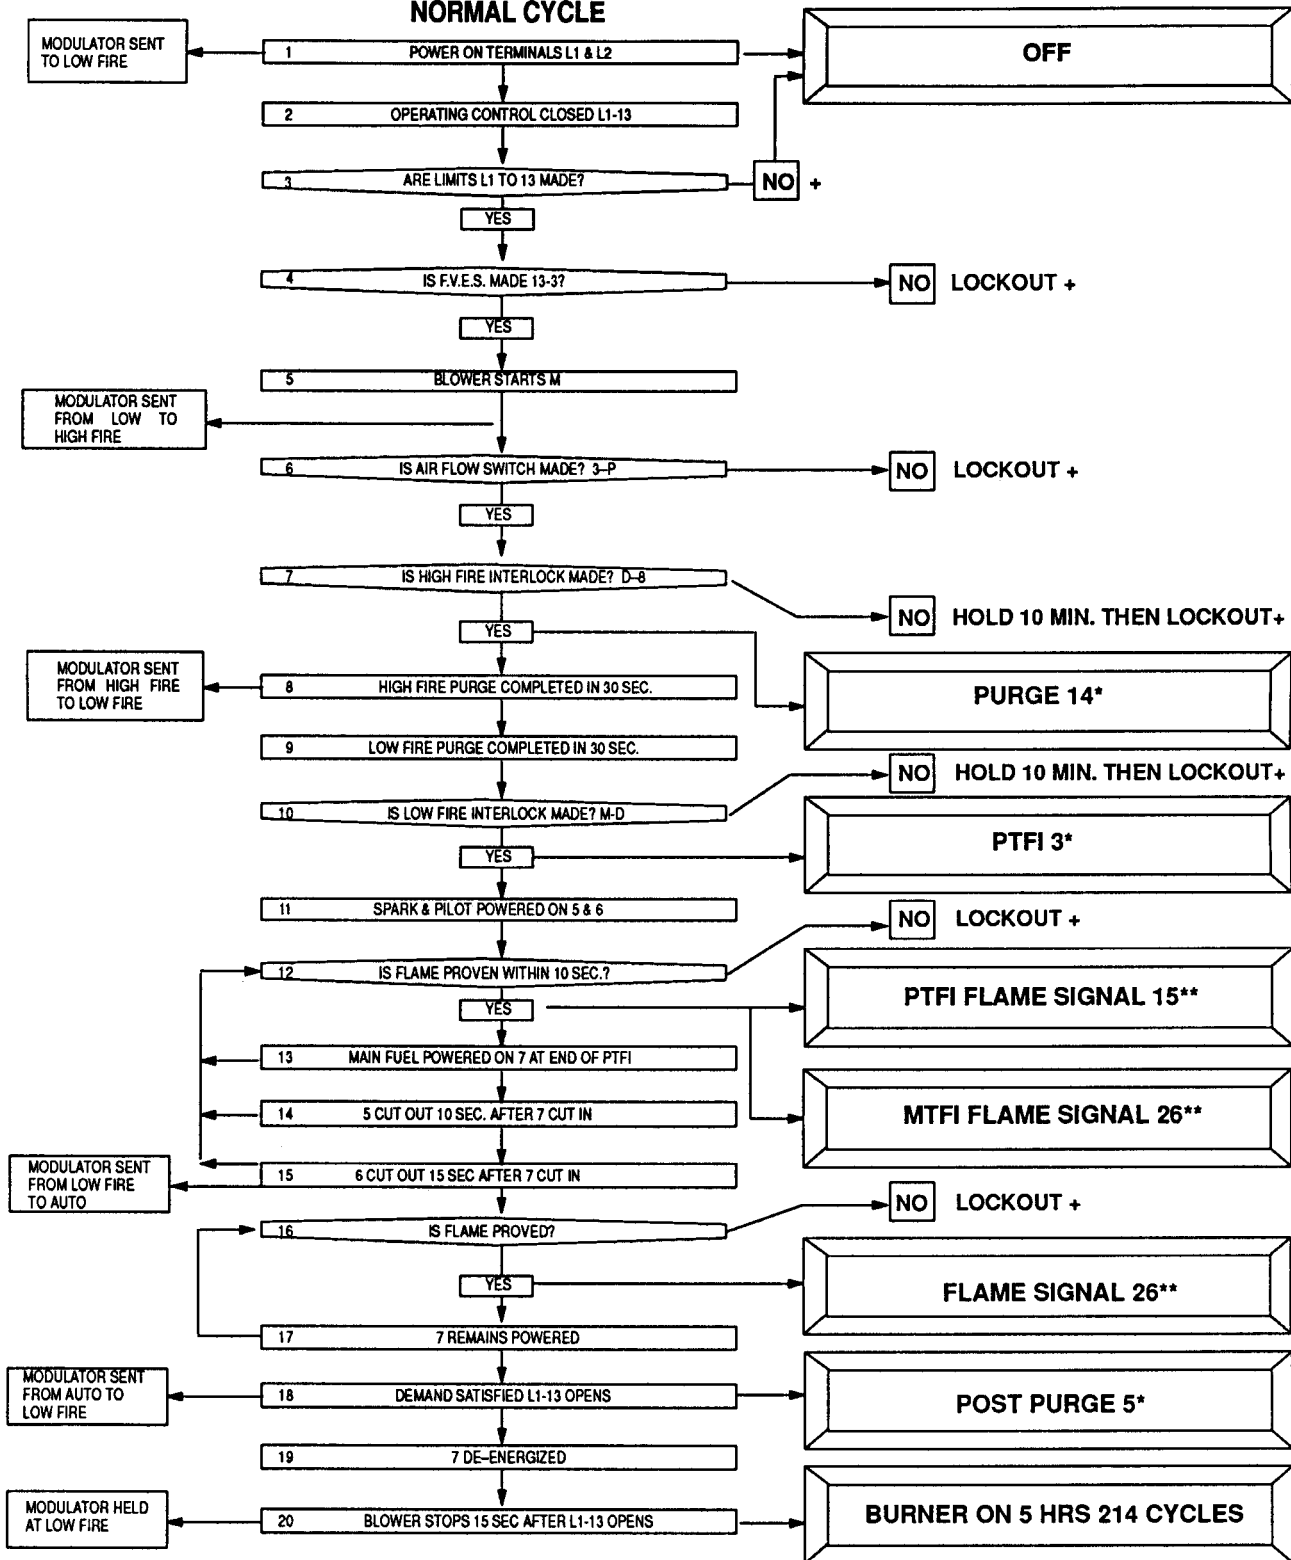 NORMAL CYCLE
MODULATOR SENT
TO LOW FIRE
1 POWER ON TERMINALS L1 & L2
OFF
2 OPERATING CONTROL CLOSED L1-13
3 ARE LIMITS L1 TO 13 MADE?
NO +
YES
4 IS F.V.E.S. MADE 13-3?
NO LOCKOUT +
YES
5 BLOWER STARTS M
MODULATOR SENT
FROM LOW TO
HIGH FIRE
6 IS AIR FLOW SWITCH MADE? 3-P
NO LOCKOUT +
YES
7 IS HIGH FIRE INTERLOCK MADE? D-8
NO HOLD 10 MIN. THEN LOCKOUT+
YES
MODULATOR SENT
FROM HIGH FIRE
TO LOW FIRE
8 HIGH FIRE PURGE COMPLETED IN 30 SEC.
PURGE 14*
9 LOW FIRE PURGE COMPLETED IN 30 SEC.
NO HOLD 10 MIN. THEN LOCKOUT+
10 IS LOW FIRE INTERLOCK MADE? M-D
YES
PTFI 3*
11 SPARK & PILOT POWERED ON 5 & 6
NO LOCKOUT +
12 IS FLAME PROVEN WITHIN 10 SEC.?
YES
PTFI FLAME SIGNAL 15**
13 MAIN FUEL POWERED ON 7 AT END OF PTFI
14 5 CUT OUT 10 SEC. AFTER 7 CUT IN
MTFI FLAME SIGNAL 26**
MODULATOR SENT
FROM LOW FIRE
TO AUTO
15 6 CUT OUT 15 SEC AFTER 7 CUT IN
NO LOCKOUT +
16 IS FLAME PROVED?
YES
FLAME SIGNAL 26**
17 7 REMAINS POWERED
MODULATOR SENT
FROM AUTO TO
LOW FIRE
18 DEMAND SATISFIED L1-13 OPENS
POST PURGE 5*
19 7 DE-ENERGIZED
MODULATOR HELD
AT LOW FIRE
20 BLOWER STOPS 15 SEC AFTER L1-13 OPENS
BURNER ON 5 HRS 214 CYCLES